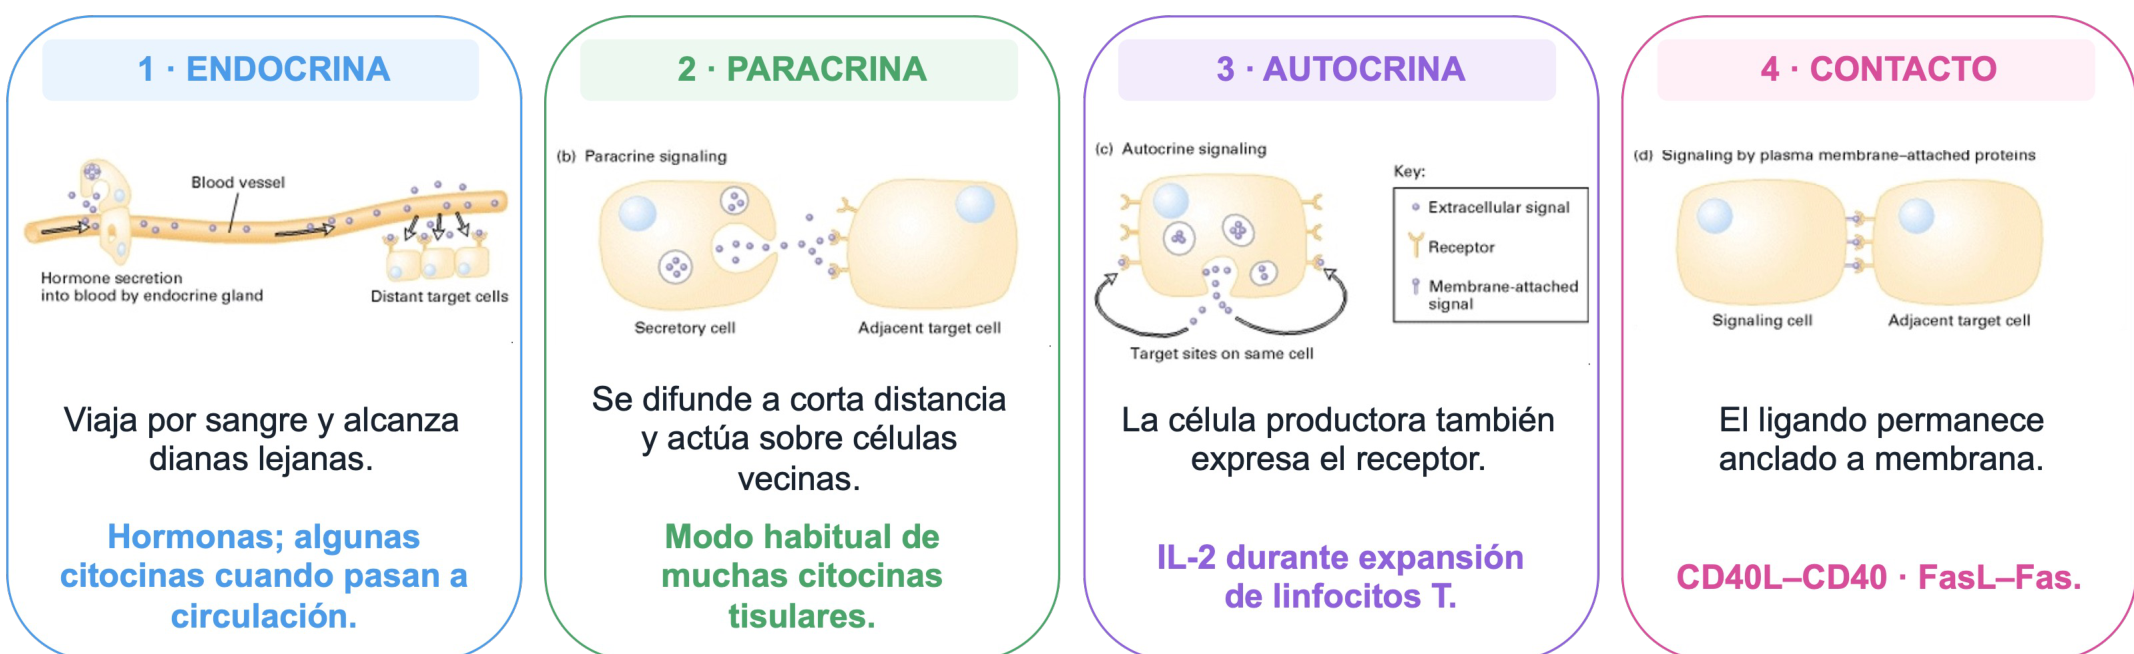 1 · ENDOCRINA
Blood vessel
Hormone secretion
into blood by endocrine gland
Distant target cells
Viaja por sangre y alcanza
dianas lejanas.
Hormonas; algunas
citocinas cuando pasan a
circulación.
2 · PARACRINA
(b) Paracrine signaling
Secretory cell
Adjacent target cell
Se difunde a corta distancia
y actúa sobre células
vecinas.
Modo habitual de
muchas citocinas
tisulares.
3 · AUTOCRINA
(c) Autocrine signaling
Key:
Extracellular signal
Receptor
Membrane-attached
signal
Target sites on same cell
La célula productora también
expresa el receptor.
IL-2 durante expansión
de linfocitos T.
4 · CONTACTO
(d) Signaling by plasma membrane–attached proteins
Signaling cell
Adjacent target cell
El ligando permanece
anclado a membrana.
CD40L–CD40 · FasL–Fas.